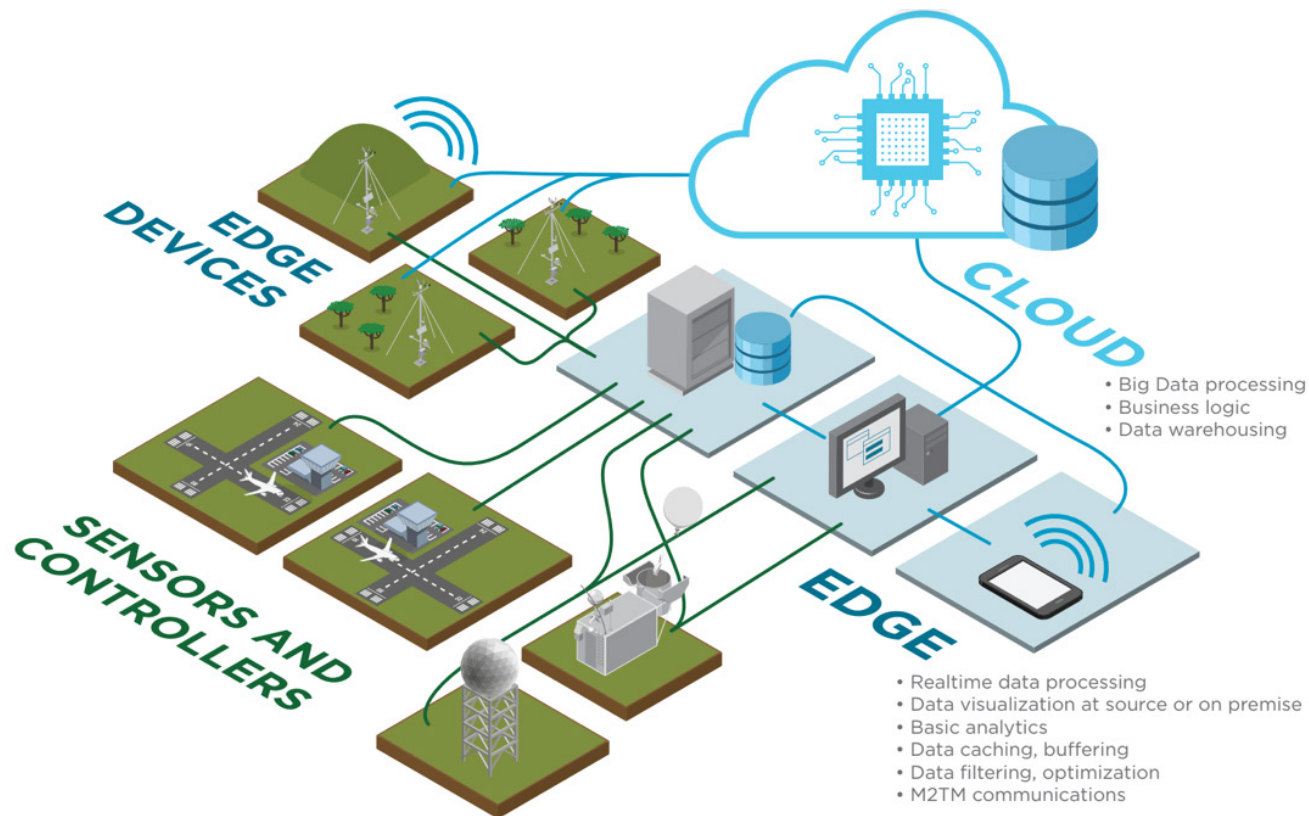 EDGE
DEVICES
CLOUD
• Big Data processing
• Business logic
• Data warehousing
SENSORS AND
CONTROLLERS
EDGE
• Realtime data processing
• Data visualization at source or on premise
• Basic analytics
• Data caching, buffering
• Data filtering, optimization
• M2TM communications